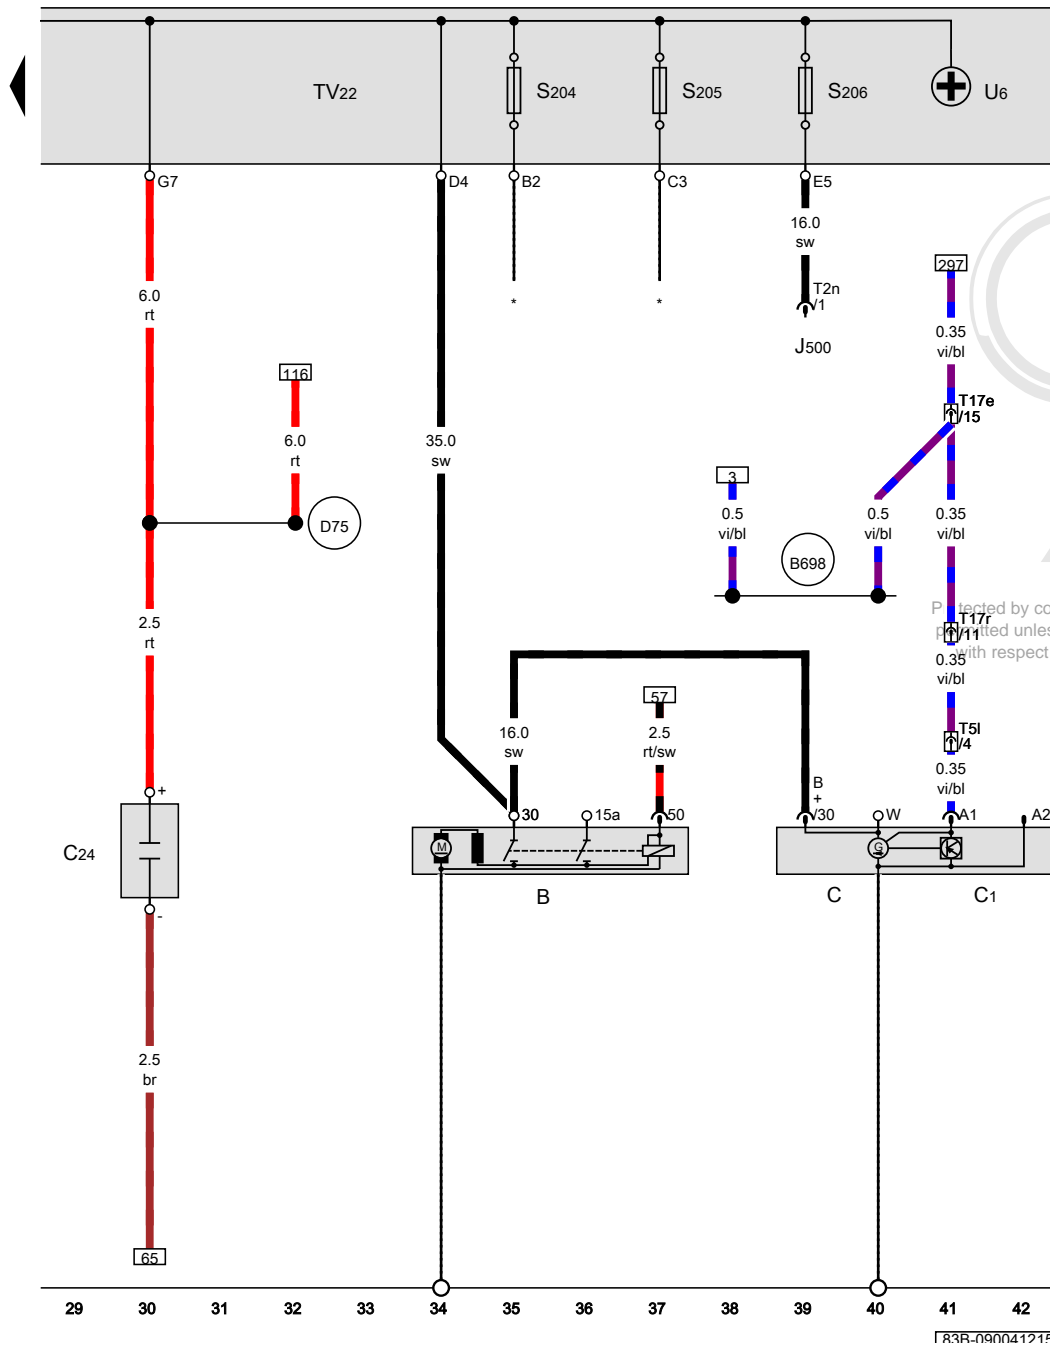 TV22
S204
S205
S206
U6
G7
D4
B2
C3
E5
16.0
sw
297
6.0
rt
*
*
T2n
/1
J500
0.35
vi/bl
116
T17e
/15
6.0
rt
35.0
sw
3
0.5
vi/bl
0.5
vi/bl
0.35
vi/bl
D75
B698
2.5
rt
T17r
/11
with respect
0.35
vi/bl
57
16.0
sw
2.5
rt/sw
T5l
/4
0.35
vi/bl
+
B
+
/30
30
15a
50
W
A1
A2
C24
M
G
-
B
C
C1
2.5
br
65
29 30 31 32 33 34 35 36 37 38 39 40 41 42
83B-090041215